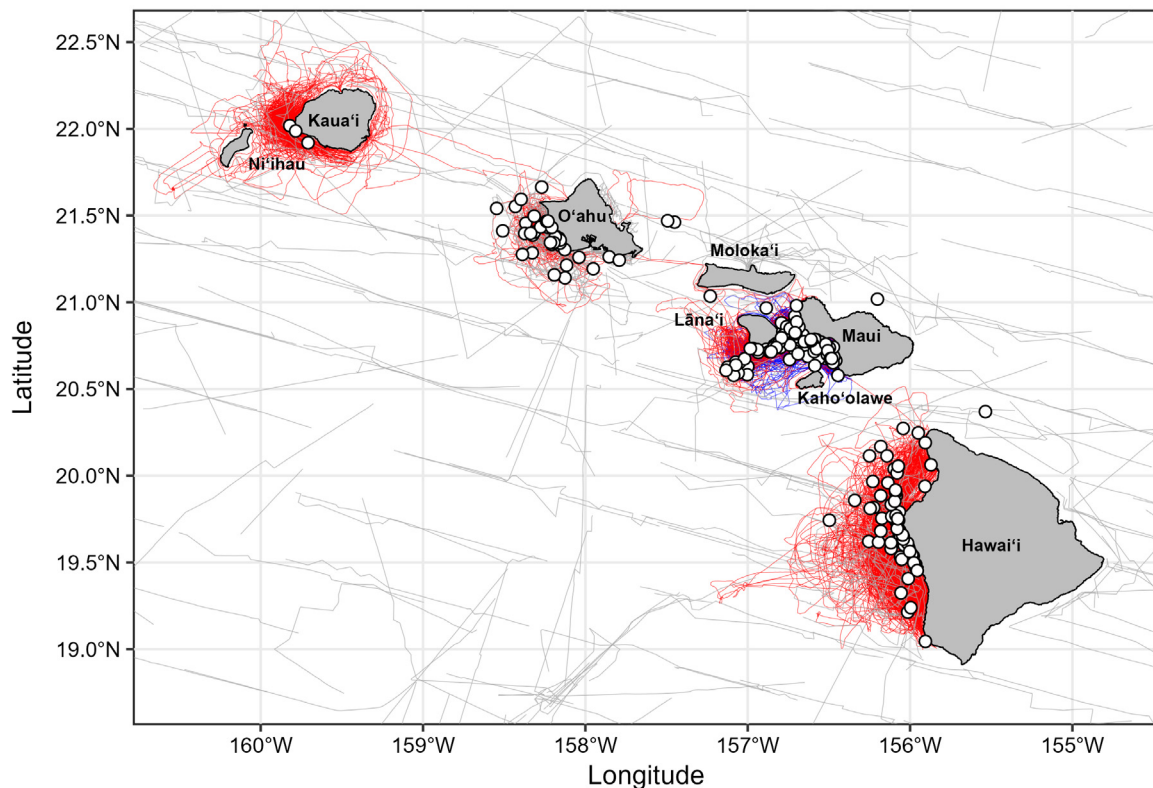 22.5°N
22.0°N
21.5°N
21.0°N
20.5°N
20.0°N
19.5°N
19.0°N
Latitude
Kauaʻi
Niʻihau
Oʻahu
Molokaʻi
Lānaʻi
Maui
Kahoʻolawe
Hawaiʻi
160°W 159°W 158°W 157°W 156°W 155°W
Longitude